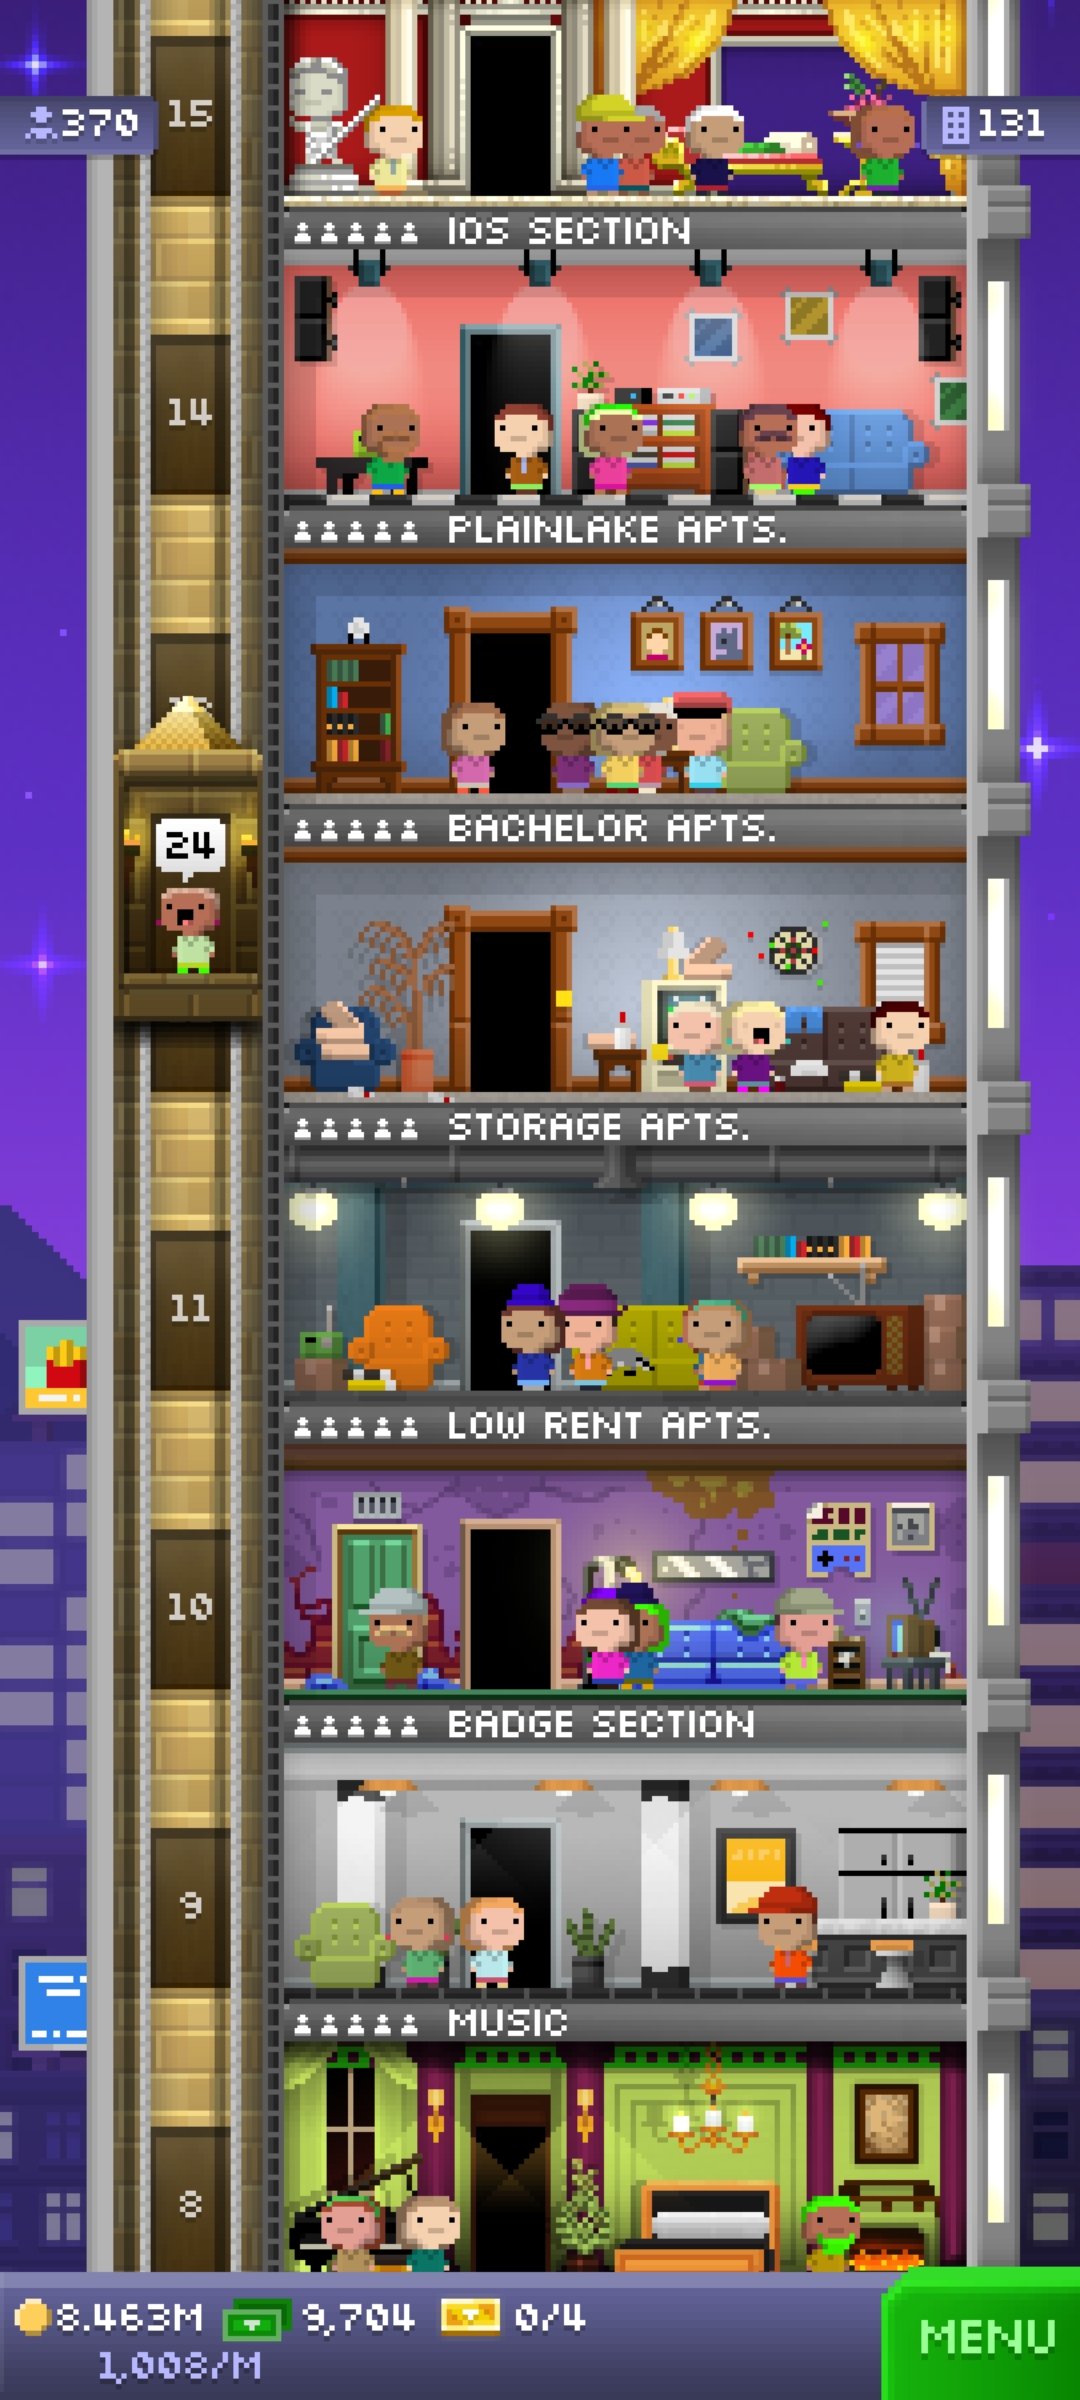 15
370
131
IOS SECTION
14
PLAINLAKE APTS.
BACHELOR APTS.
24
STORAGE APTS.
11
LOW RENT APTS.
10
BADGE SECTION
9
MUSIC
8
8.463M 9,704 0/4
1,008/M
MENU